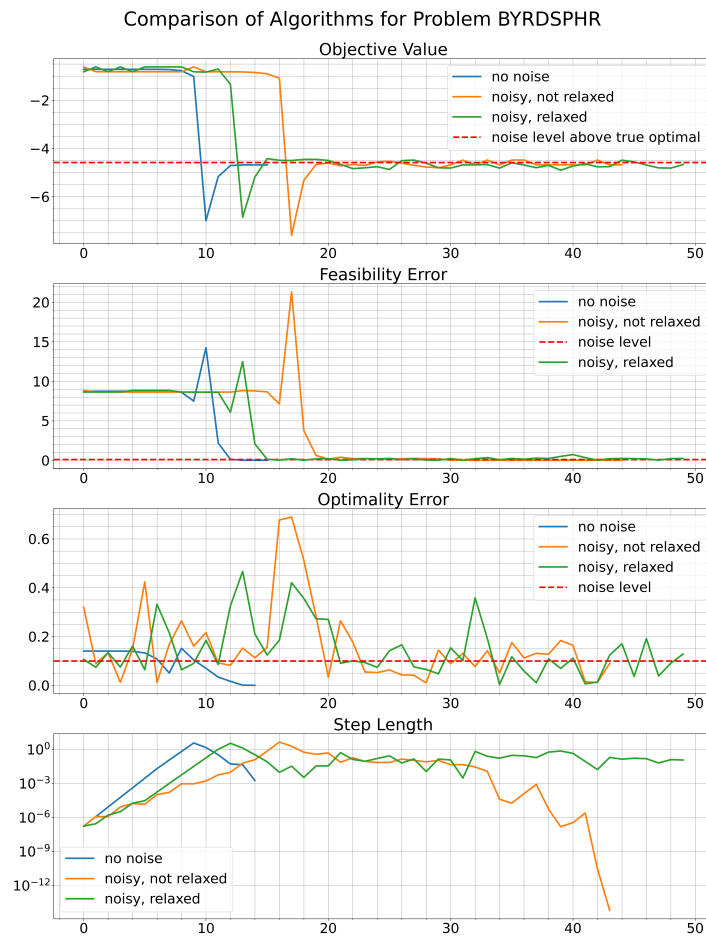 Comparison of Algorithms for Problem BYRDSPHR
Objective Value
no noise
noisy, not relaxed
noisy, relaxed
noise level above true optimal
−2
−4
−6
0 10 20 30 40 50
Feasibility Error
no noise
noisy, not relaxed
noise level
noisy, relaxed
20
15
10
5
0
0 10 20 30 40 50
Optimality Error
no noise
noisy, not relaxed
noisy, relaxed
noise level
0.6
0.4
0.2
0.0
0 10 20 30 40 50
Step Length
10⁰
10⁻³
10⁻⁶
10⁻⁹
10⁻¹²
no noise
noisy, not relaxed
noisy, relaxed
0 10 20 30 40 50